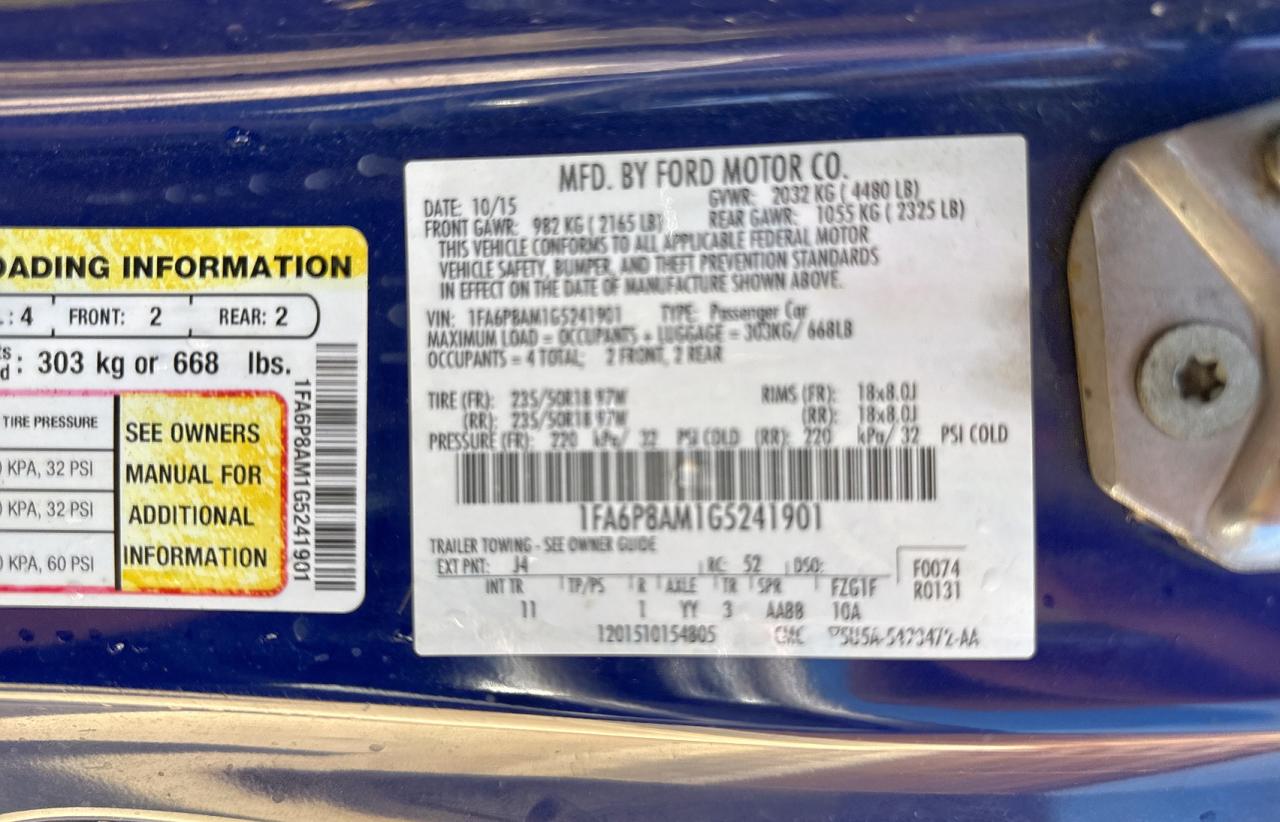 OADING INFORMATION
: 4 FRONT: 2 REAR: 2
: 303 kg or 668 lbs.
TIRE PRESSURE
KPA, 32 PSI
KPA, 32 PSI
KPA, 60 PSI
SEE OWNERS
MANUAL FOR
ADDITIONAL
INFORMATION
1FA6P8AM1G5241901
MFD. BY FORD MOTOR CO.
DATE: 10/15 GVWR: 2032 KG ( 4480 LB)
FRONT GAWR: 982 KG ( 2165 LB) REAR GAWR: 1055 KG ( 2325 LB)
THIS VEHICLE CONFORMS TO ALL APPLICABLE FEDERAL MOTOR
VEHICLE SAFETY, BUMPER, AND THEFT PREVENTION STANDARDS
IN EFFECT ON THE DATE OF MANUFACTURE SHOWN ABOVE.
VIN: 1FA6P8AM1G5241901 TYPE: Passenger Car
MAXIMUM LOAD = OCCUPANTS + LUGGAGE = 303KG/ 668LB
OCCUPANTS = 4 TOTAL; 2 FRONT, 2 REAR
TIRE (FR): 235/50R18 97W RIMS (FR): 18x8.0J
(RR): 235/50R18 97W (RR): 18x8.0J
PRESSURE (FR): 220 kPa/ 32 PSI COLD (RR): 220 kPa/ 32 PSI COLD
1FA6P8AM1G5241901
TRAILER TOWING - SEE OWNER GUIDE
EXT PNT: J4 RC: 52 DSO: F0074
INT TR TP/PS R AXLE TR SPR FZG1F R0131
11 I YY 3 AABB 10A
1201510154805